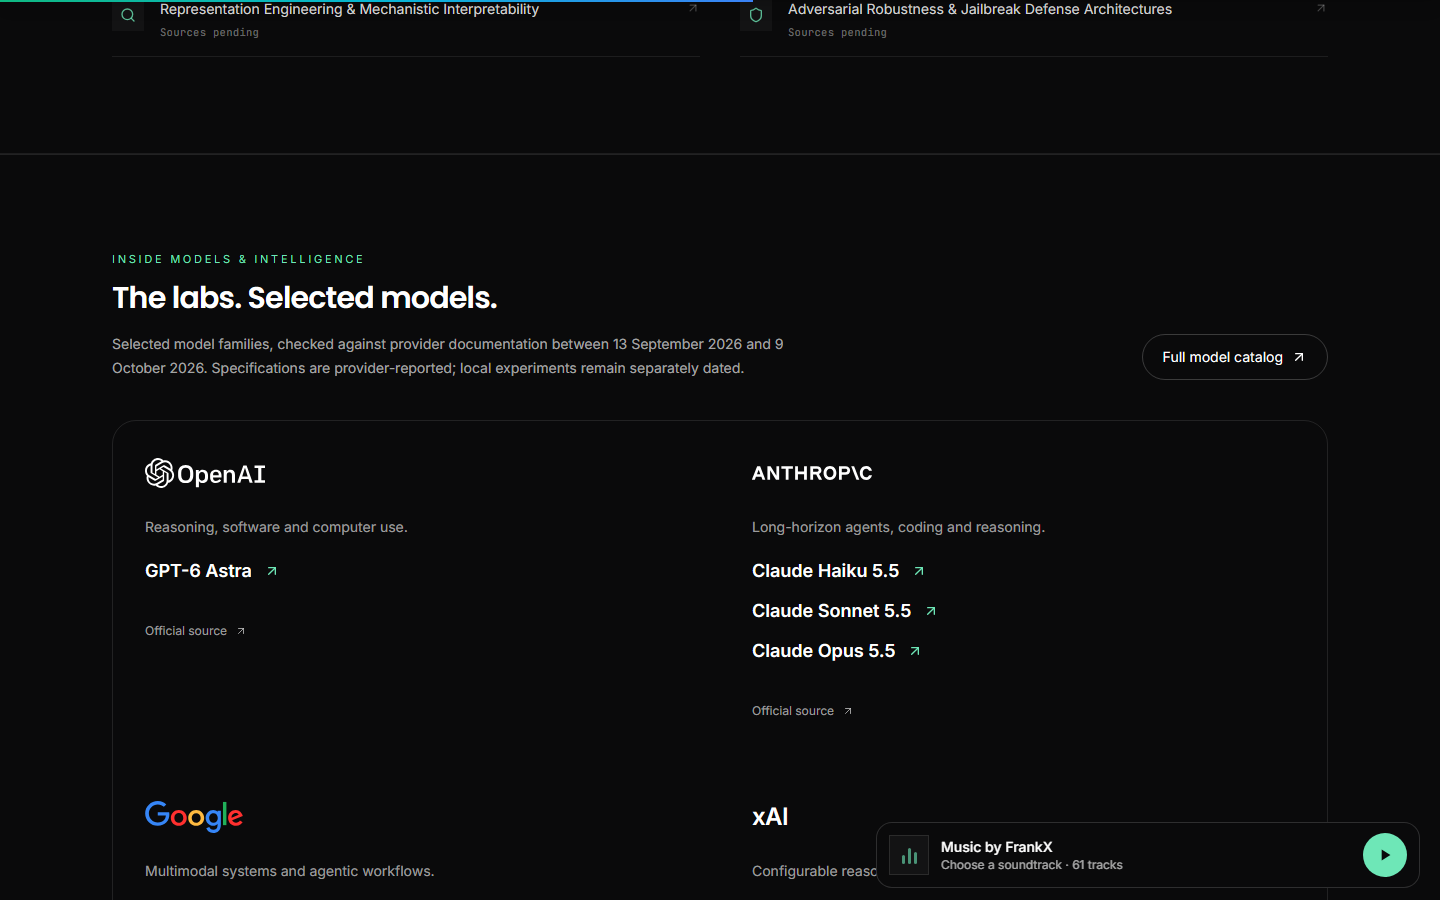 Representation Engineering & Mechanistic Interpretability
Sources pending
Adversarial Robustness & Jailbreak Defense Architectures
Sources pending
INSIDE MODELS & INTELLIGENCE
The labs. Selected models.
Selected model families, checked against provider documentation between 13 September 2026 and 9
October 2026. Specifications are provider-reported; local experiments remain separately dated.
Full model catalog
OpenAI
Reasoning, software and computer use.
GPT-6 Astra
Official source
ANTHROP\C
Long-horizon agents, coding and reasoning.
Claude Haiku 5.5
Claude Sonnet 5.5
Claude Opus 5.5
Official source
Google
Multimodal systems and agentic workflows.
xAI
Configurable
Music by FrankX
Choose a soundtrack · 61 tracks